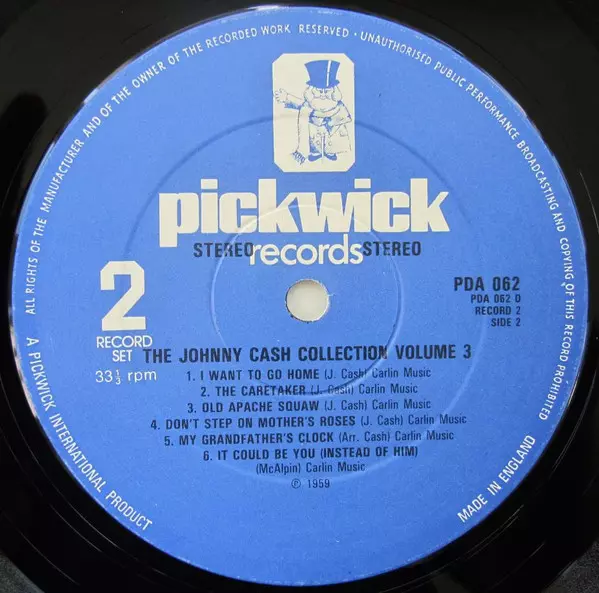 ALL RIGHTS OF THE MANUFACTURER AND OF THE OWNER OF THE RECORDED WORK RESERVED • UNAUTHORISED PUBLIC PERFORMANCE BROADCASTING AND COPYING OF THIS RECORD PROHIBITED
pickwick
STEREO records STEREO
2
RECORD
SET
33 1/3 rpm
PDA 062
PDA 062 D
RECORD 2
SIDE 2
THE JOHNNY CASH COLLECTION VOLUME 3
1. I WANT TO GO HOME (J. Cash) Carlin Music
2. THE CARETAKER (J. Cash) Carlin Music
3. OLD APACHE SQUAW (J. Cash) Carlin Music
4. DON'T STEP ON MOTHER'S ROSES (J. Cash) Carlin Music
5. MY GRANDFATHER'S CLOCK (Arr. Cash) Carlin Music
6. IT COULD BE YOU (INSTEAD OF HIM)
(McAlpin) Carlin Music
℗ 1959
A PICKWICK INTERNATIONAL PRODUCT
MADE IN ENGLAND